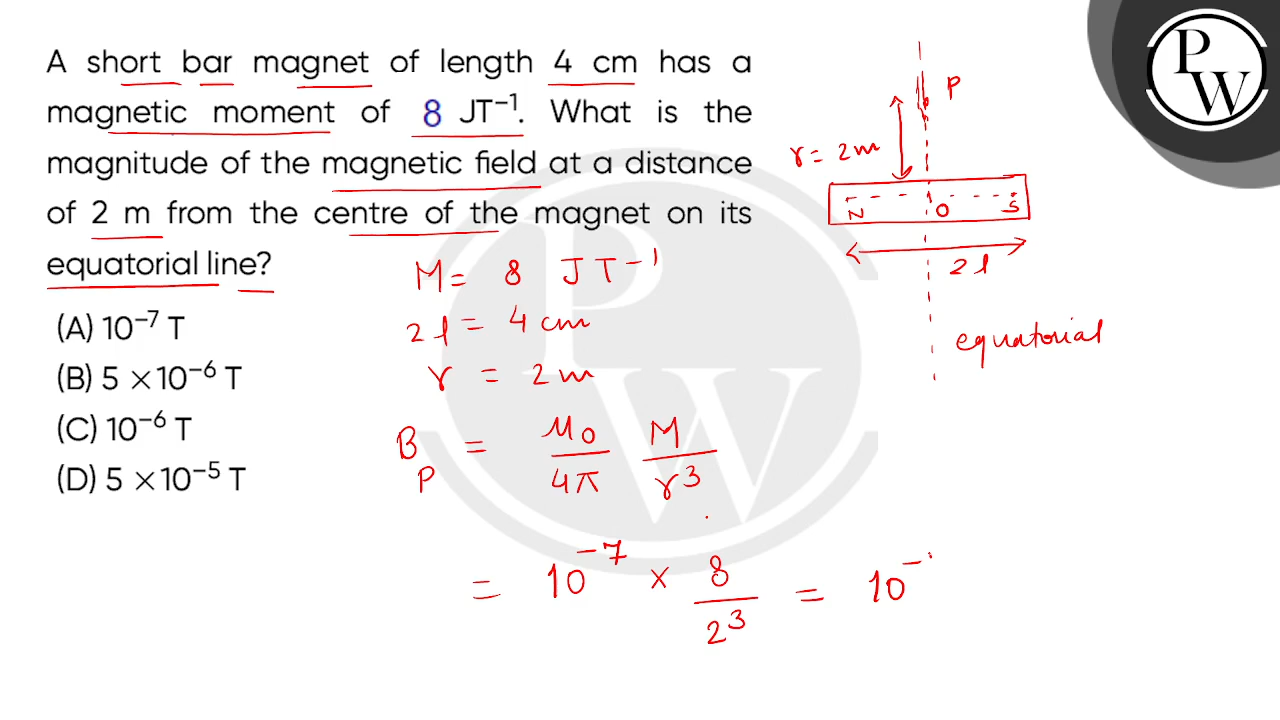 A short bar magnet of length 4 cm has a
magnetic moment of 8 JT⁻¹. What is the
magnitude of the magnetic field at a distance
of 2 m from the centre of the magnet on its
equatorial line?
(A) 10⁻⁷ T
(B) 5 ×10⁻⁶ T
(C) 10⁻⁶ T
(D) 5 ×10⁻⁵ T
M = 8 JT⁻¹
2l = 4 cm
r = 2m
B_P = μ₀/4π M/r³
= 10⁻⁷ × 8/2³ = 10⁻
P
r = 2m
N O S
2l
equatorial
PW
PW